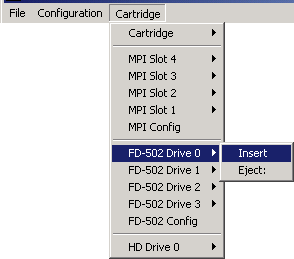 File Configuration Cartridge
Cartridge
MPI Slot 4
MPI Slot 3
MPI Slot 2
MPI Slot 1
MPI Config
FD-502 Drive 0 Insert
FD-502 Drive 1 Eject:
FD-502 Drive 2
FD-502 Drive 3
FD-502 Config
HD Drive 0